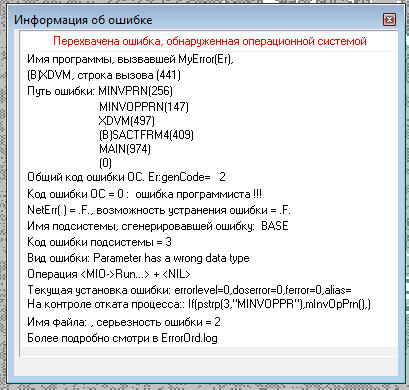 Информация об ошибке
Перехвачена ошибка, обнаруженная операционной системой
Имя программы, вызвавшей MyError(Er),
(B)XDVM, строка вызова (441)
Путь ошибки: MINVPRN(256)
MINVOPPRN(147)
XDVM(497)
(B)SACTFRM4(409)
MAIN(974)
(0)
Общий код ошибки ОС. Er:genCode= 2
Код ошибки ОС = 0 : ошибка программиста !!!
NetErr( ) = .F., возможность устранения ошибки = .F.
Имя подсистемы, сгенерировавшей ошибку: BASE
Код ошибки подсистемы = 3
Вид ошибки: Parameter has a wrong data type
Операция <MIO->Run...> + <NIL>
Текущая установка ошибки: errorlevel=0,doserror=0,ferror=0,alias=
На контроле отката процесса:: If(pstrp(3,"MINVOPPR"),mInvOpPrn(),)
Имя Файла: , серьезность ошибки = 2
Более подробно смотри в ErrorOrd.log